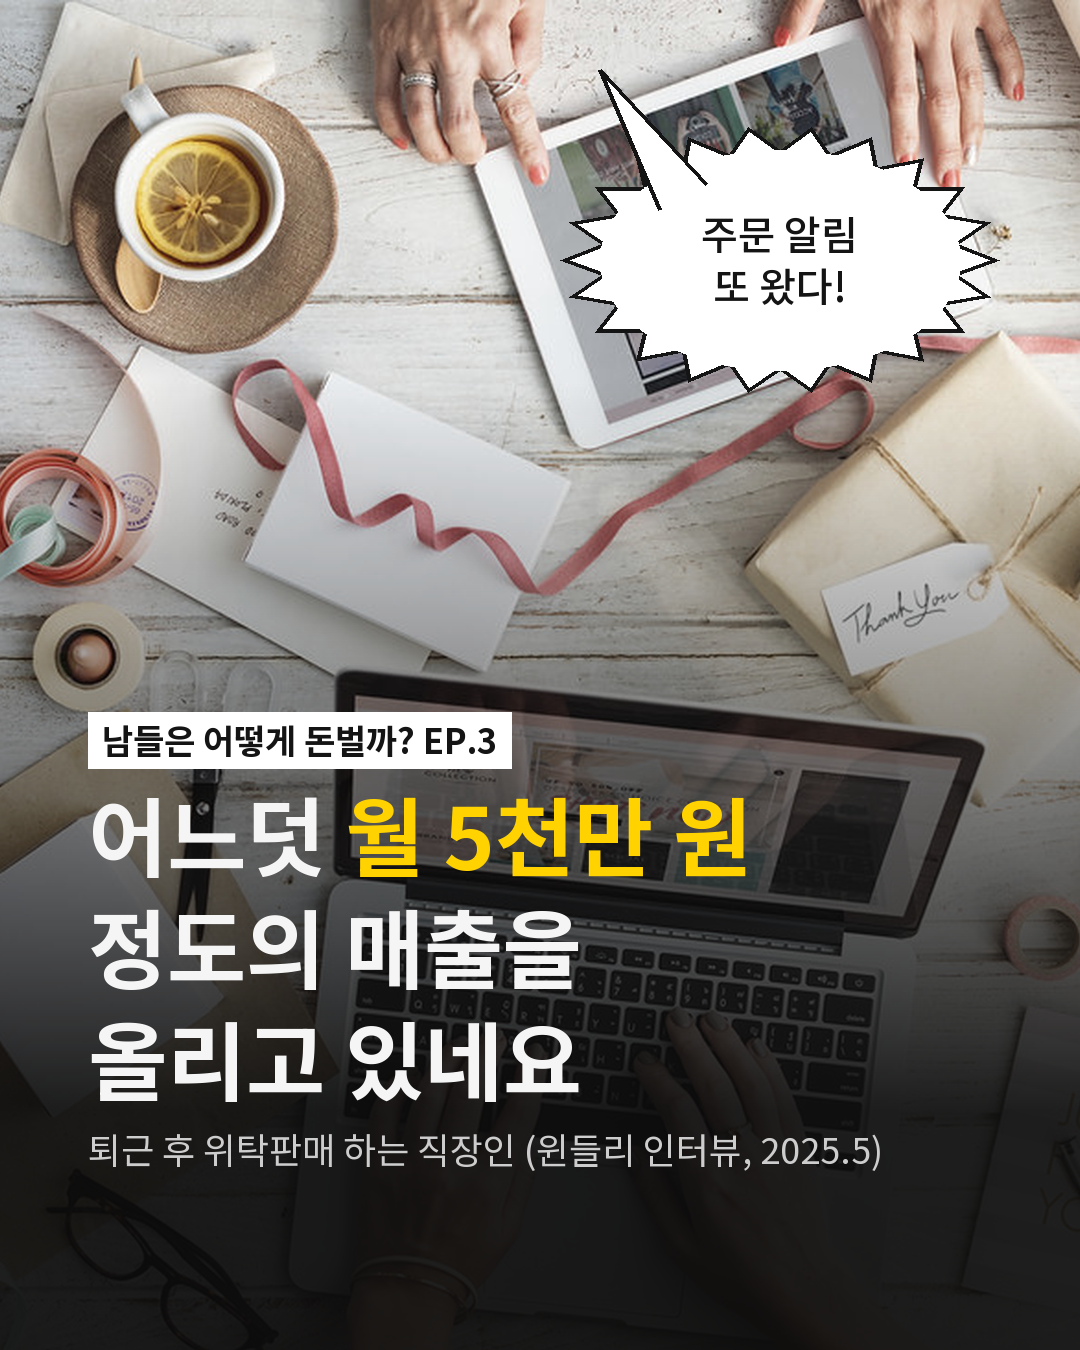 주문 알림
또 왔다!
Thank You
남들은 어떻게 돈벌까? EP.3
어느덧 월 5천만 원
정도의 매출을
올리고 있네요
퇴근 후 위탁판매 하는 직장인 (윈들리 인터뷰, 2025.5)